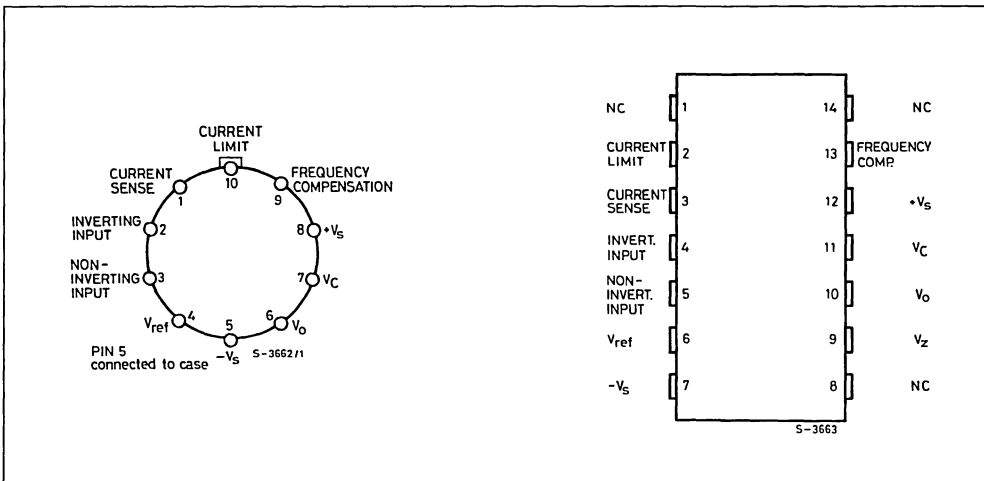 CURRENT
LIMIT
10
CURRENT
SENSE
1
FREQUENCY
COMPENSATION
9
INVERTING
INPUT
2
8
+Vs
NON-
INVERTING
INPUT
3
7
VC
Vref
4
5
6
Vo
-Vs
S-3662/1
PIN 5
connected to case
NC
1
14
NC
CURRENT
LIMIT
2
13
FREQUENCY
COMP.
CURRENT
SENSE
3
12
+Vs
INVERT.
INPUT
4
11
VC
NON-
INVERT.
INPUT
5
10
Vo
Vref
6
9
Vz
-Vs
7
8
NC
S-3663